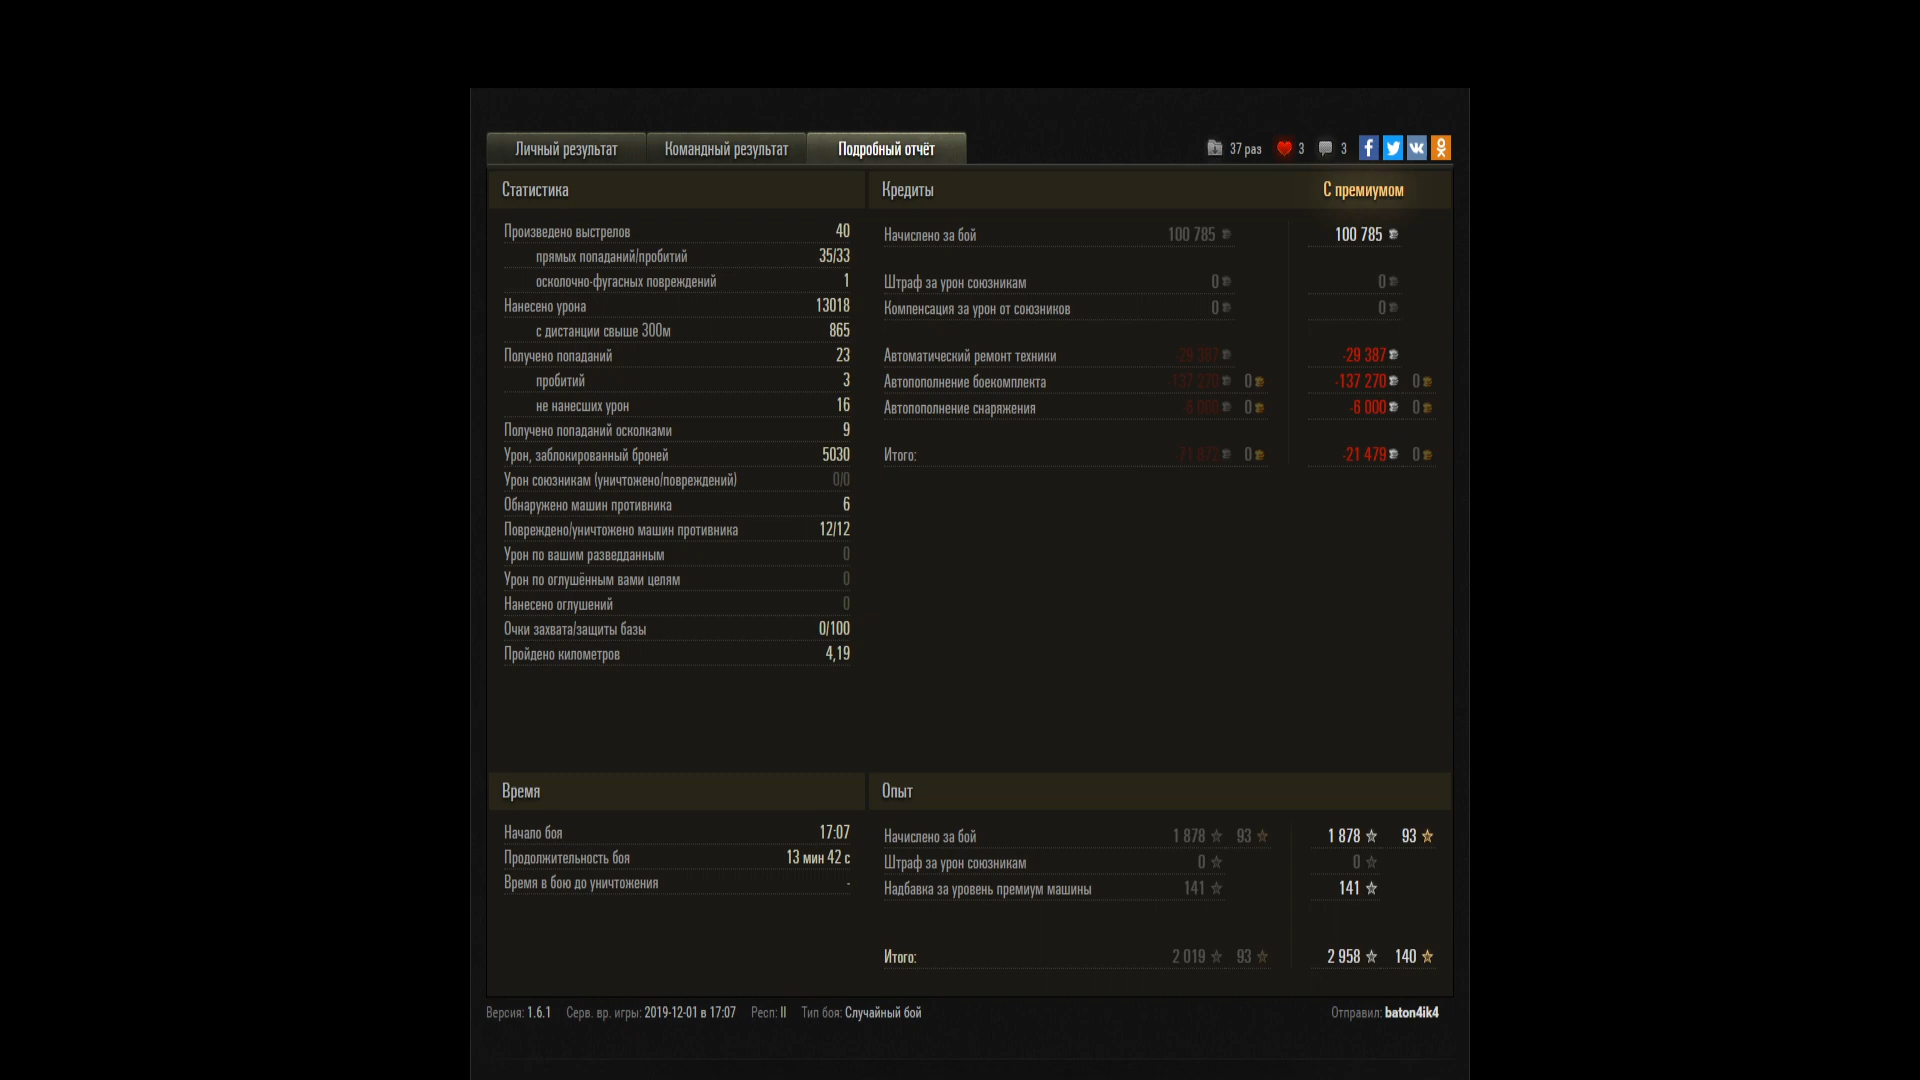 Личный результат Командный результат Подробный отчёт 37 раз 3 3
Статистика
Произведено выстрелов 40
прямых попаданий/пробитий 35/33
осколочно-фугасных повреждений 1
Нанесено урона 13018
с дистанции свыше 300м 865
Получено попаданий 23
пробитий 3
не нанесших урон 16
Получено попаданий осколками 9
Урон, заблокированный броней 5030
Урон союзникам (уничтожено/повреждений) 0/0
Обнаружено машин противника 6
Повреждено/уничтожено машин противника 12/12
Урон по вашим разведданным 0
Урон по оглушённым вами целям 0
Нанесено оглушений 0
Очки захвата/защиты базы 0/100
Пройдено километров 4,19
Кредиты С премиумом
Начислено за бой 100 785 100 785
Штраф за урон союзникам 0 0
Компенсация за урон от союзников 0 0
Автоматический ремонт техники -29 387 -29 387
Автопополнение боекомплекта -137 270 0 -137 270 0
Автопополнение снаряжения -6 000 0 -6 000 0
Итого: -71 872 0 -21 479 0
Время
Начало боя 17:07
Продолжительность боя 13 мин 42 с
Время в бою до уничтожения -
Опыт
Начислено за бой 1 878 93 1 878 93
Штраф за урон союзникам 0 0
Надбавка за уровень премиум машины 141 141
Итого: 2 019 93 2 958 140
Версия: 1.6.1 Серв. вр. игры: 2019-12-01 в 17:07 Респ: II Тип боя: Случайный бой Отправил: baton4ik4